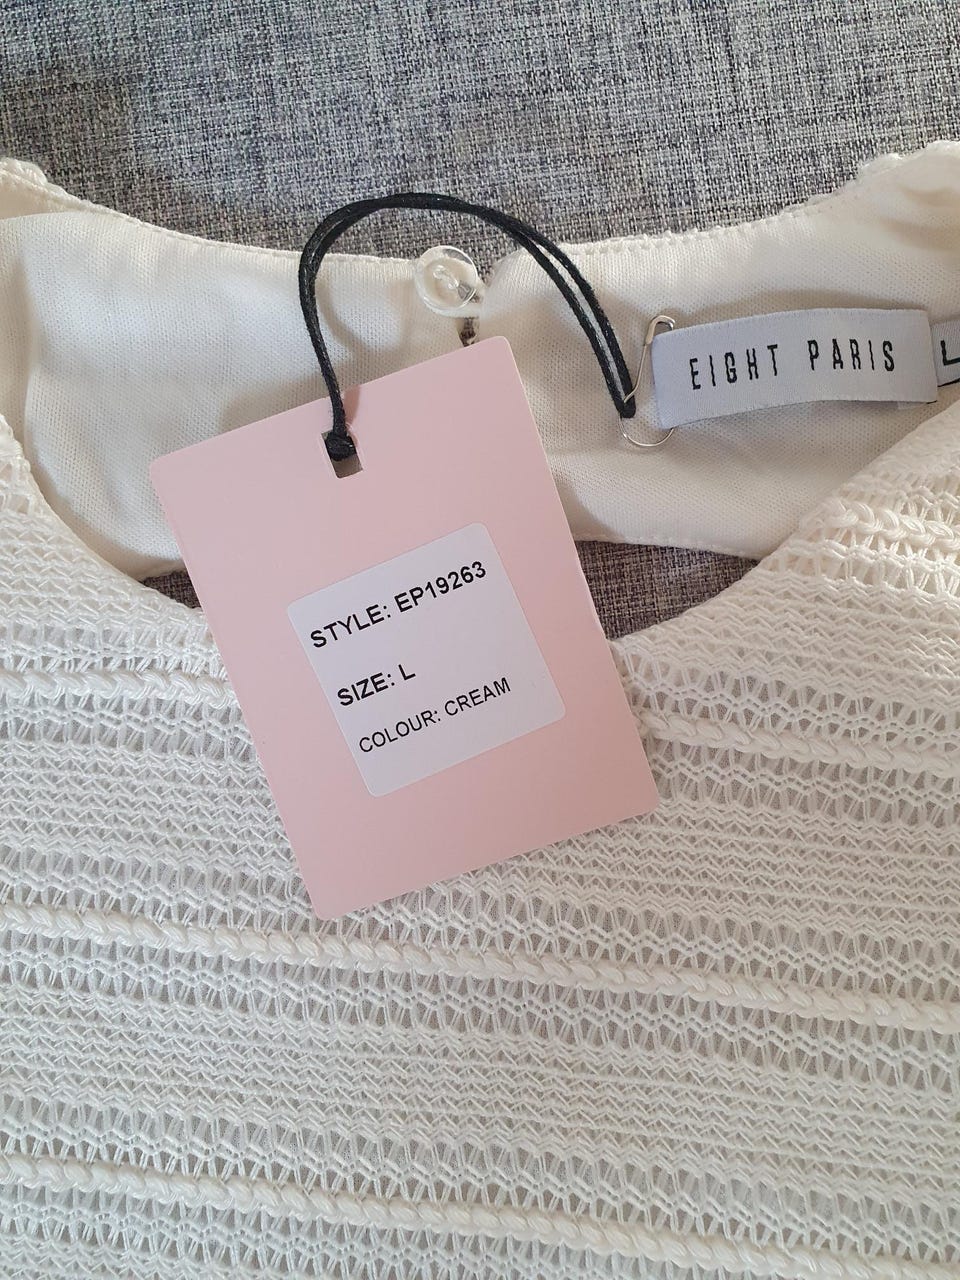 EIGHT PARIS
L
STYLE: EP19263
SIZE: L
COLOUR: CREAM